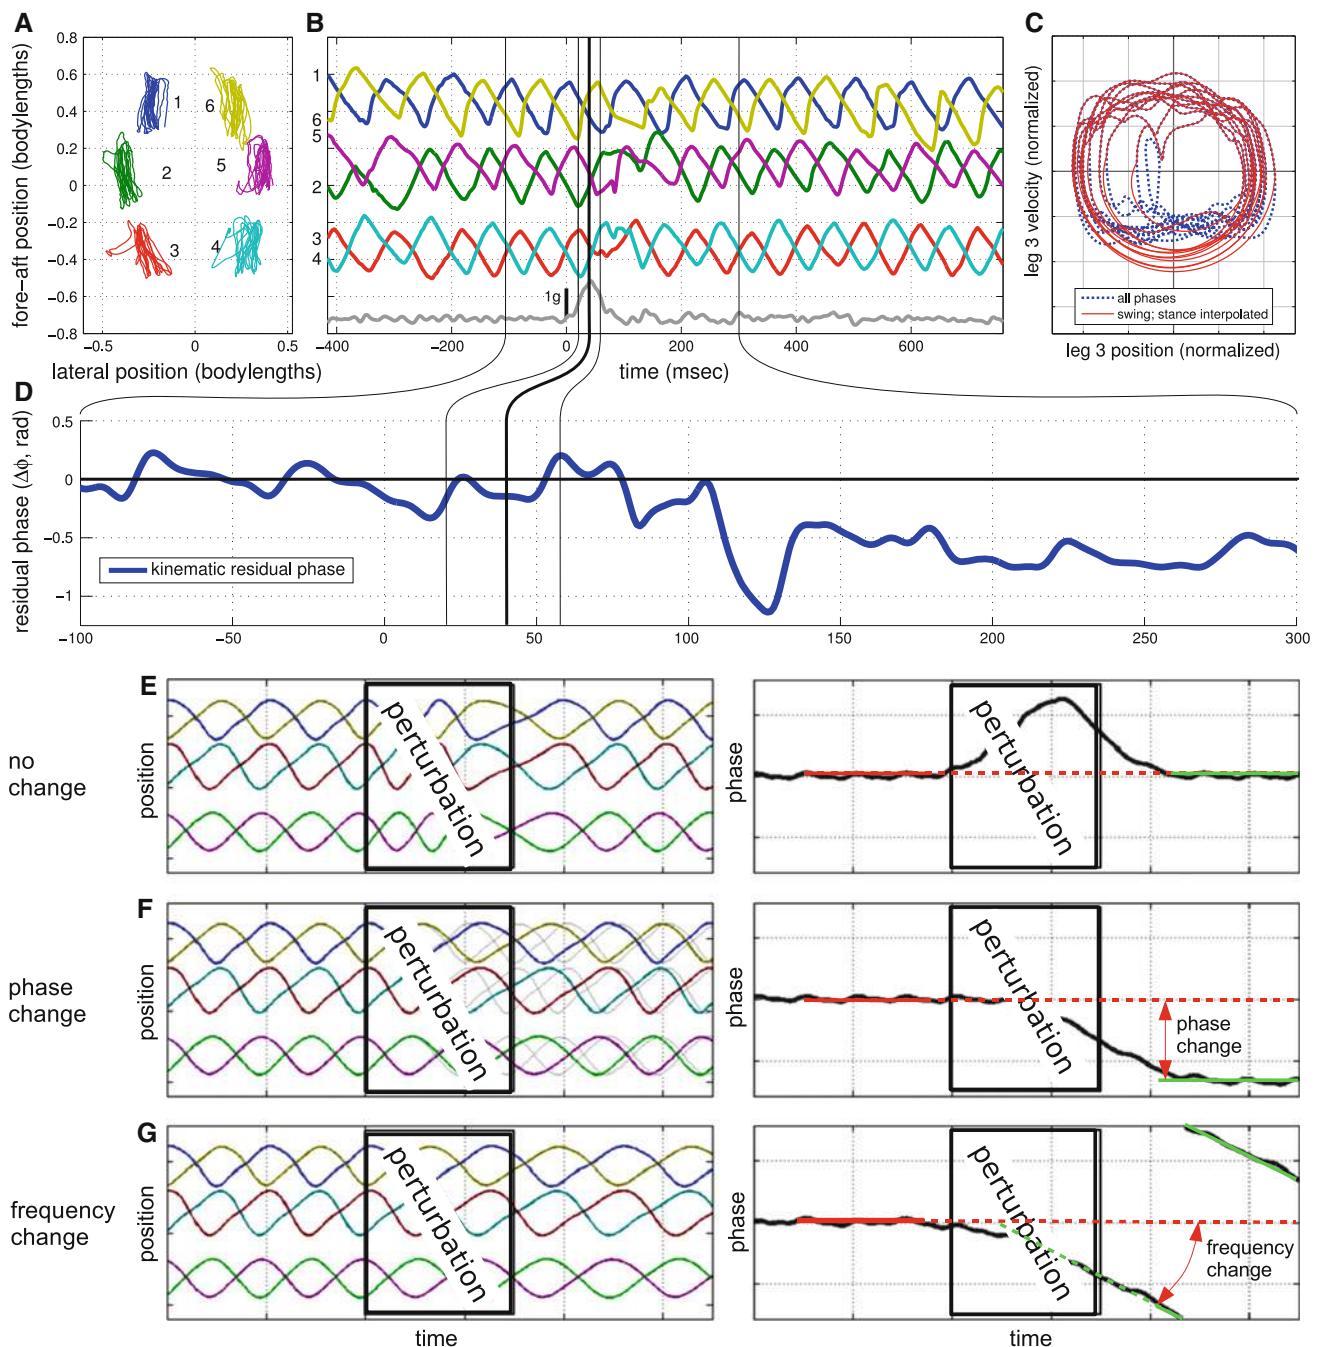 A
fore−aft position (bodylengths)
0.8
0.6
0.4
0.2
0
−0.2
−0.4
−0.6
−0.8
1
6
2
5
3
4
−0.5
0
0.5
lateral position (bodylengths)
B
1
6
5
2
3
4
1g
−400
−200
0
200
400
600
time (msec)
C
leg 3 velocity (normalized)
all phases
swing; stance interpolated
leg 3 position (normalized)
D
residual phase (Δϕ, rad)
0.5
0
−0.5
−1
kinematic residual phase
−100
−50
0
50
100
150
200
250
300
E
no
change
position
perturbation
phase
perturbation
F
phase
change
position
perturbation
phase
perturbation
phase
change
G
frequency
change
position
perturbation
phase
perturbation
frequency
change
time
time